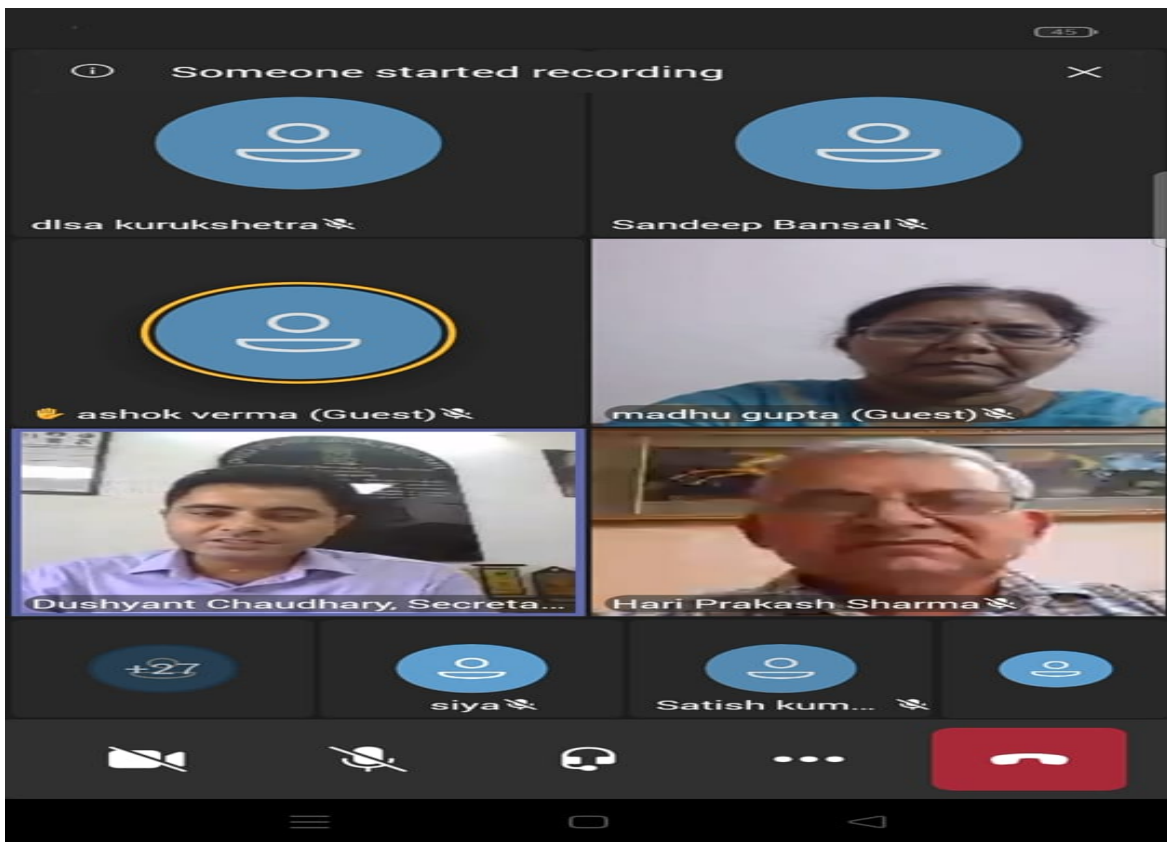 45
Someone started recording
dlsa kurukshetra
Sandeep Bansal
ashok verma (Guest)
madhu gupta (Guest)
Dushyant Chaudhary, Secreta...
Hari Prakash Sharma
+27
siya
Satish kum...